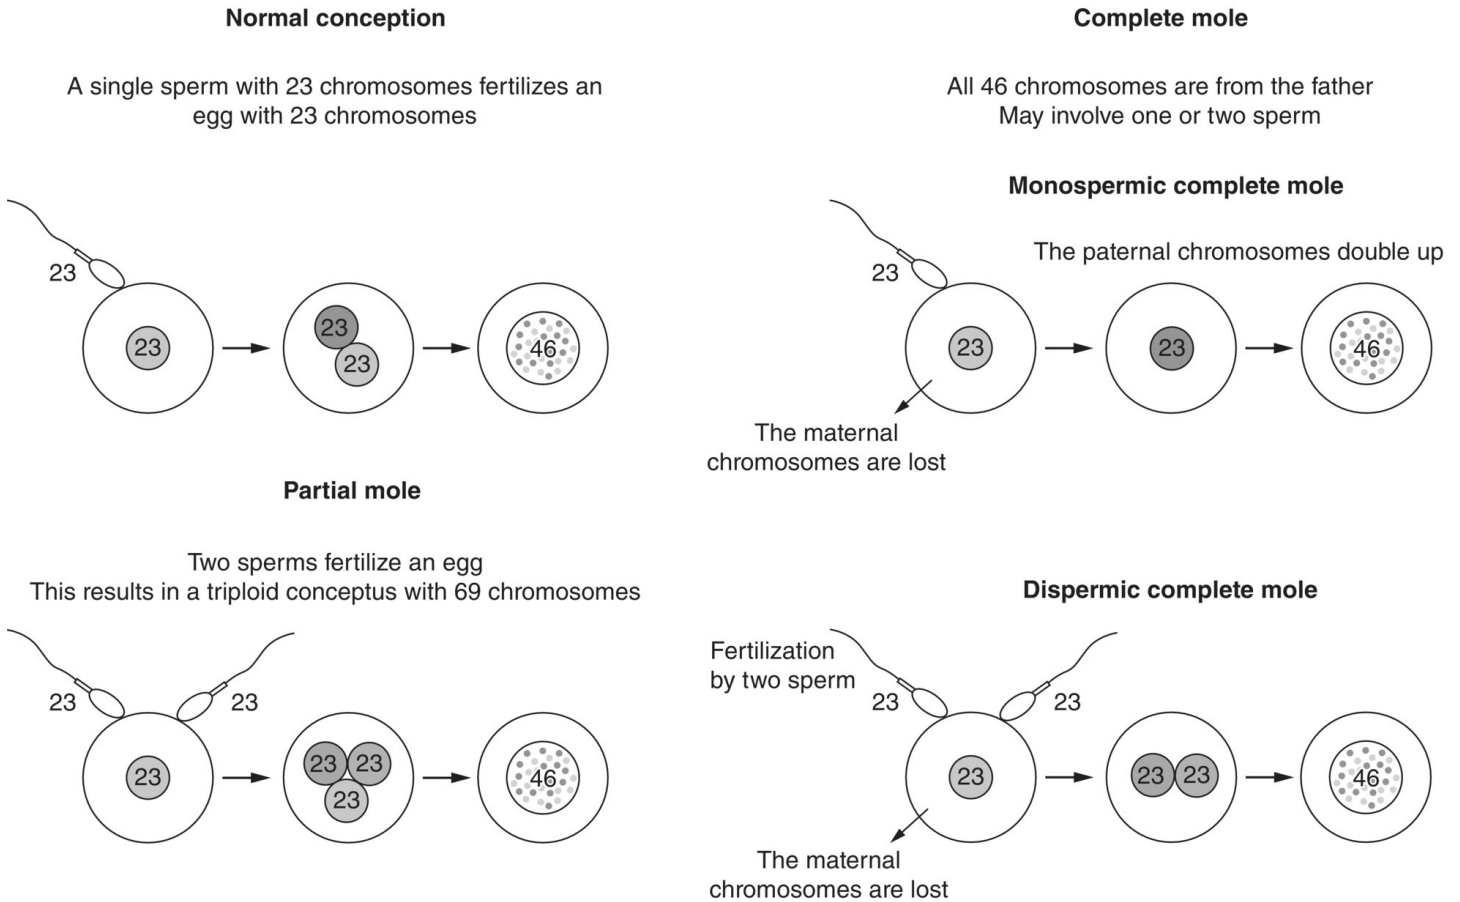 Normal conception
A single sperm with 23 chromosomes fertilizes an
egg with 23 chromosomes
23
23
23
23
46
Partial mole
Two sperms fertilize an egg
This results in a triploid conceptus with 69 chromosomes
23
23
23
23
23
23
46
Complete mole
All 46 chromosomes are from the father
May involve one or two sperm
Monospermic complete mole
The paternal chromosomes double up
23
23
23
46
The maternal
chromosomes are lost
Dispermic complete mole
Fertilization
by two sperm
23
23
23
23
23
46
The maternal
chromosomes are lost